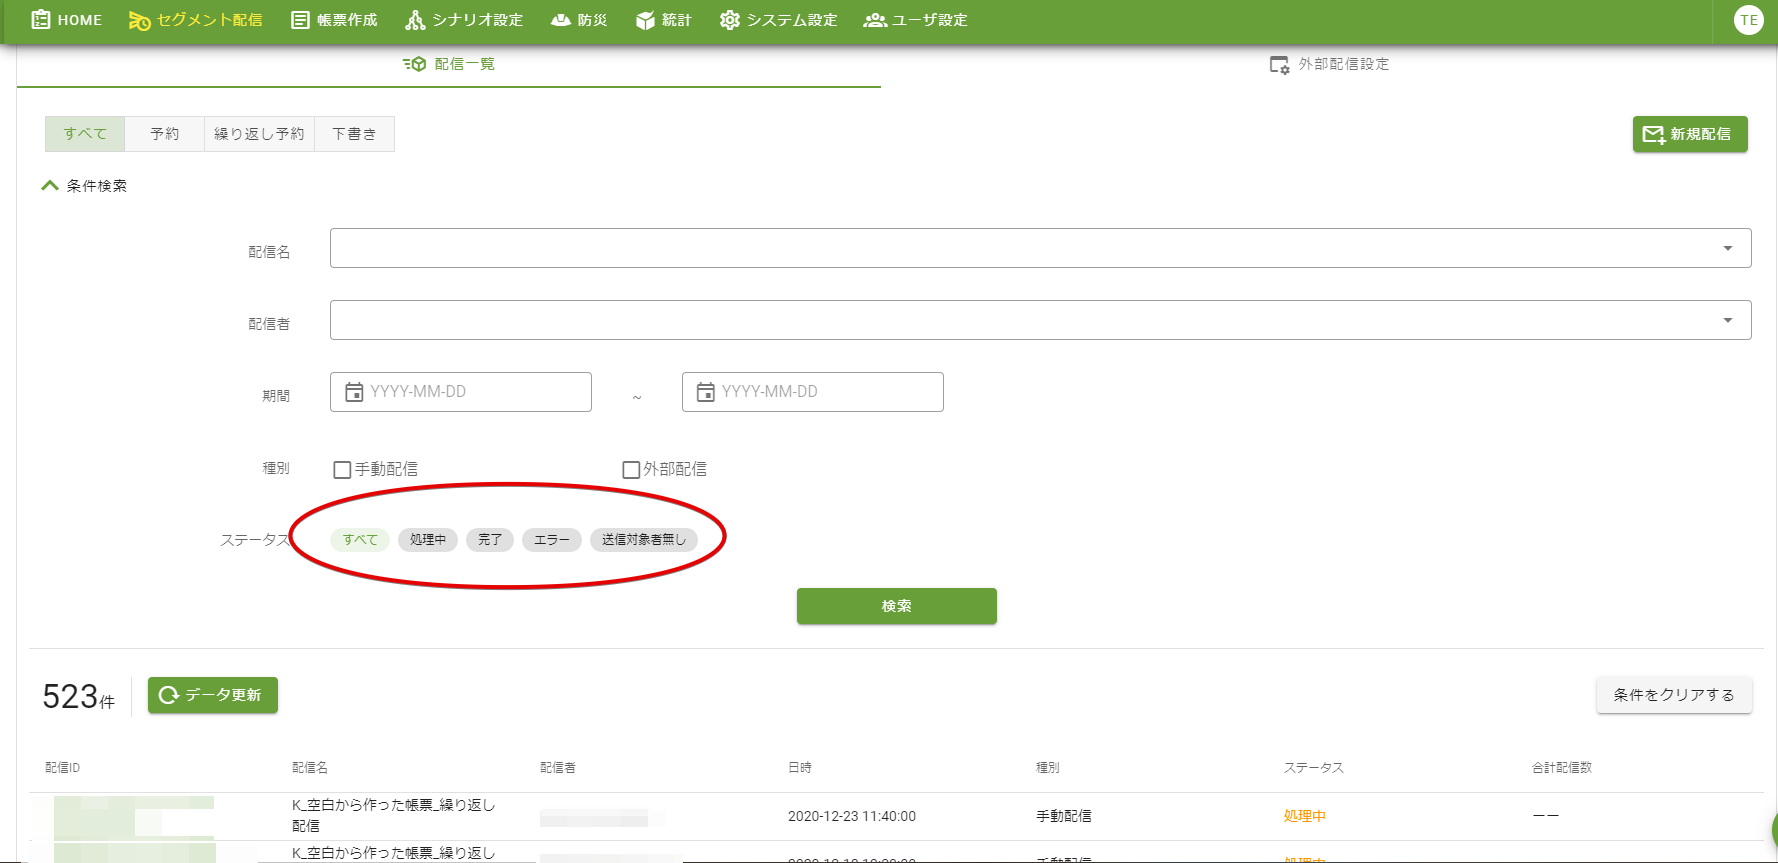 HOME セグメント配信 帳票作成 シナリオ設定 防災 統計 システム設定 ユーザ設定 TE
配信一覧 外部配信設定
すべて 予約 繰り返し予約 下書き 新規配信
条件検索
配信名
配信者
期間 YYYY-MM-DD ~ YYYY-MM-DD
種別 手動配信 外部配信
ステータス すべて 処理中 完了 エラー 送信対象者無し
検索
523件 データ更新 条件をクリアする
配信ID 配信名 配信者 日時 種別 ステータス 合計配信数
K_空白から作った帳票_繰り返し
配信 2020-12-23 11:40:00 手動配信 処理中 ーー
K_空白から作った帳票_繰り返し